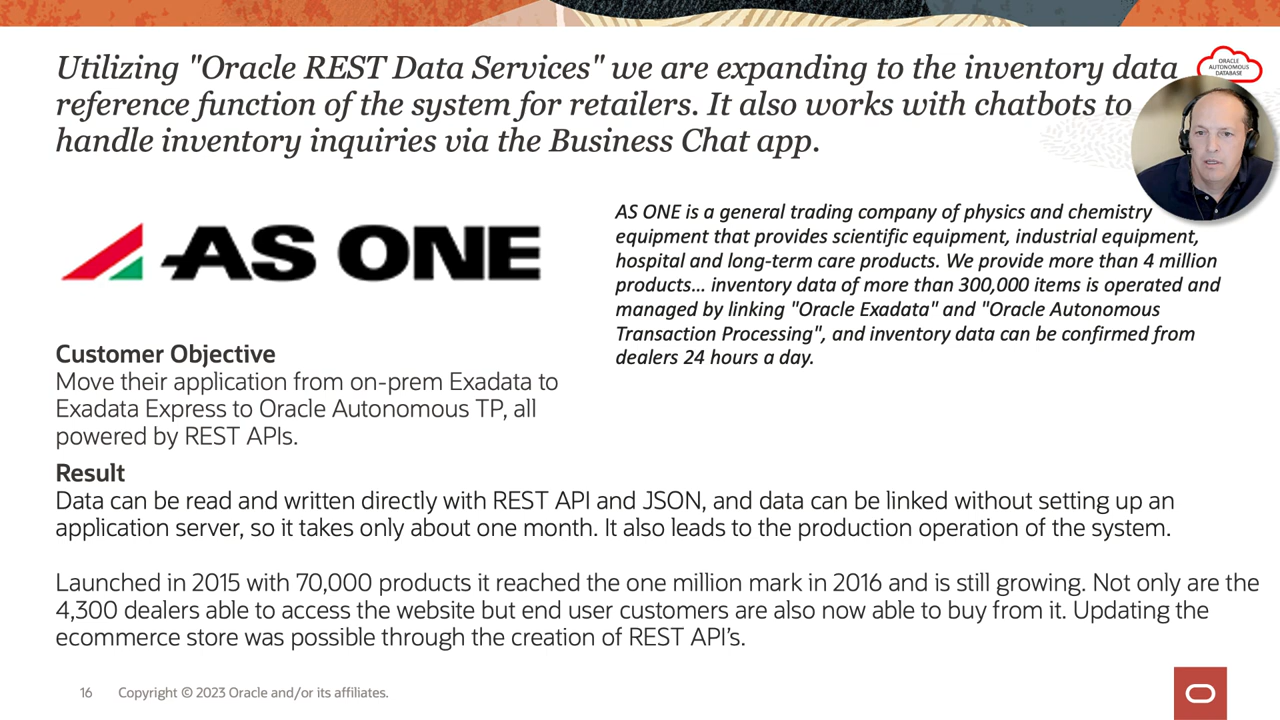 Utilizing "Oracle REST Data Services" we are expanding to the inventory data
reference function of the system for retailers. It also works with chatbots to
handle inventory inquiries via the Business Chat app.
ORACLE
AUTONOMOUS
DATABASE
AS ONE
AS ONE is a general trading company of physics and chemistry
equipment that provides scientific equipment, industrial equipment,
hospital and long-term care products. We provide more than 4 million
products... inventory data of more than 300,000 items is operated and
managed by linking "Oracle Exadata" and "Oracle Autonomous
Transaction Processing", and inventory data can be confirmed from
dealers 24 hours a day.
Customer Objective
Move their application from on-prem Exadata to
Exadata Express to Oracle Autonomous TP, all
powered by REST APIs.
Result
Data can be read and written directly with REST API and JSON, and data can be linked without setting up an
application server, so it takes only about one month. It also leads to the production operation of the system.
Launched in 2015 with 70,000 products it reached the one million mark in 2016 and is still growing. Not only are the
4,300 dealers able to access the website but end user customers are also now able to buy from it. Updating the
ecommerce store was possible through the creation of REST API's.
16 Copyright © 2023 Oracle and/or its affiliates.